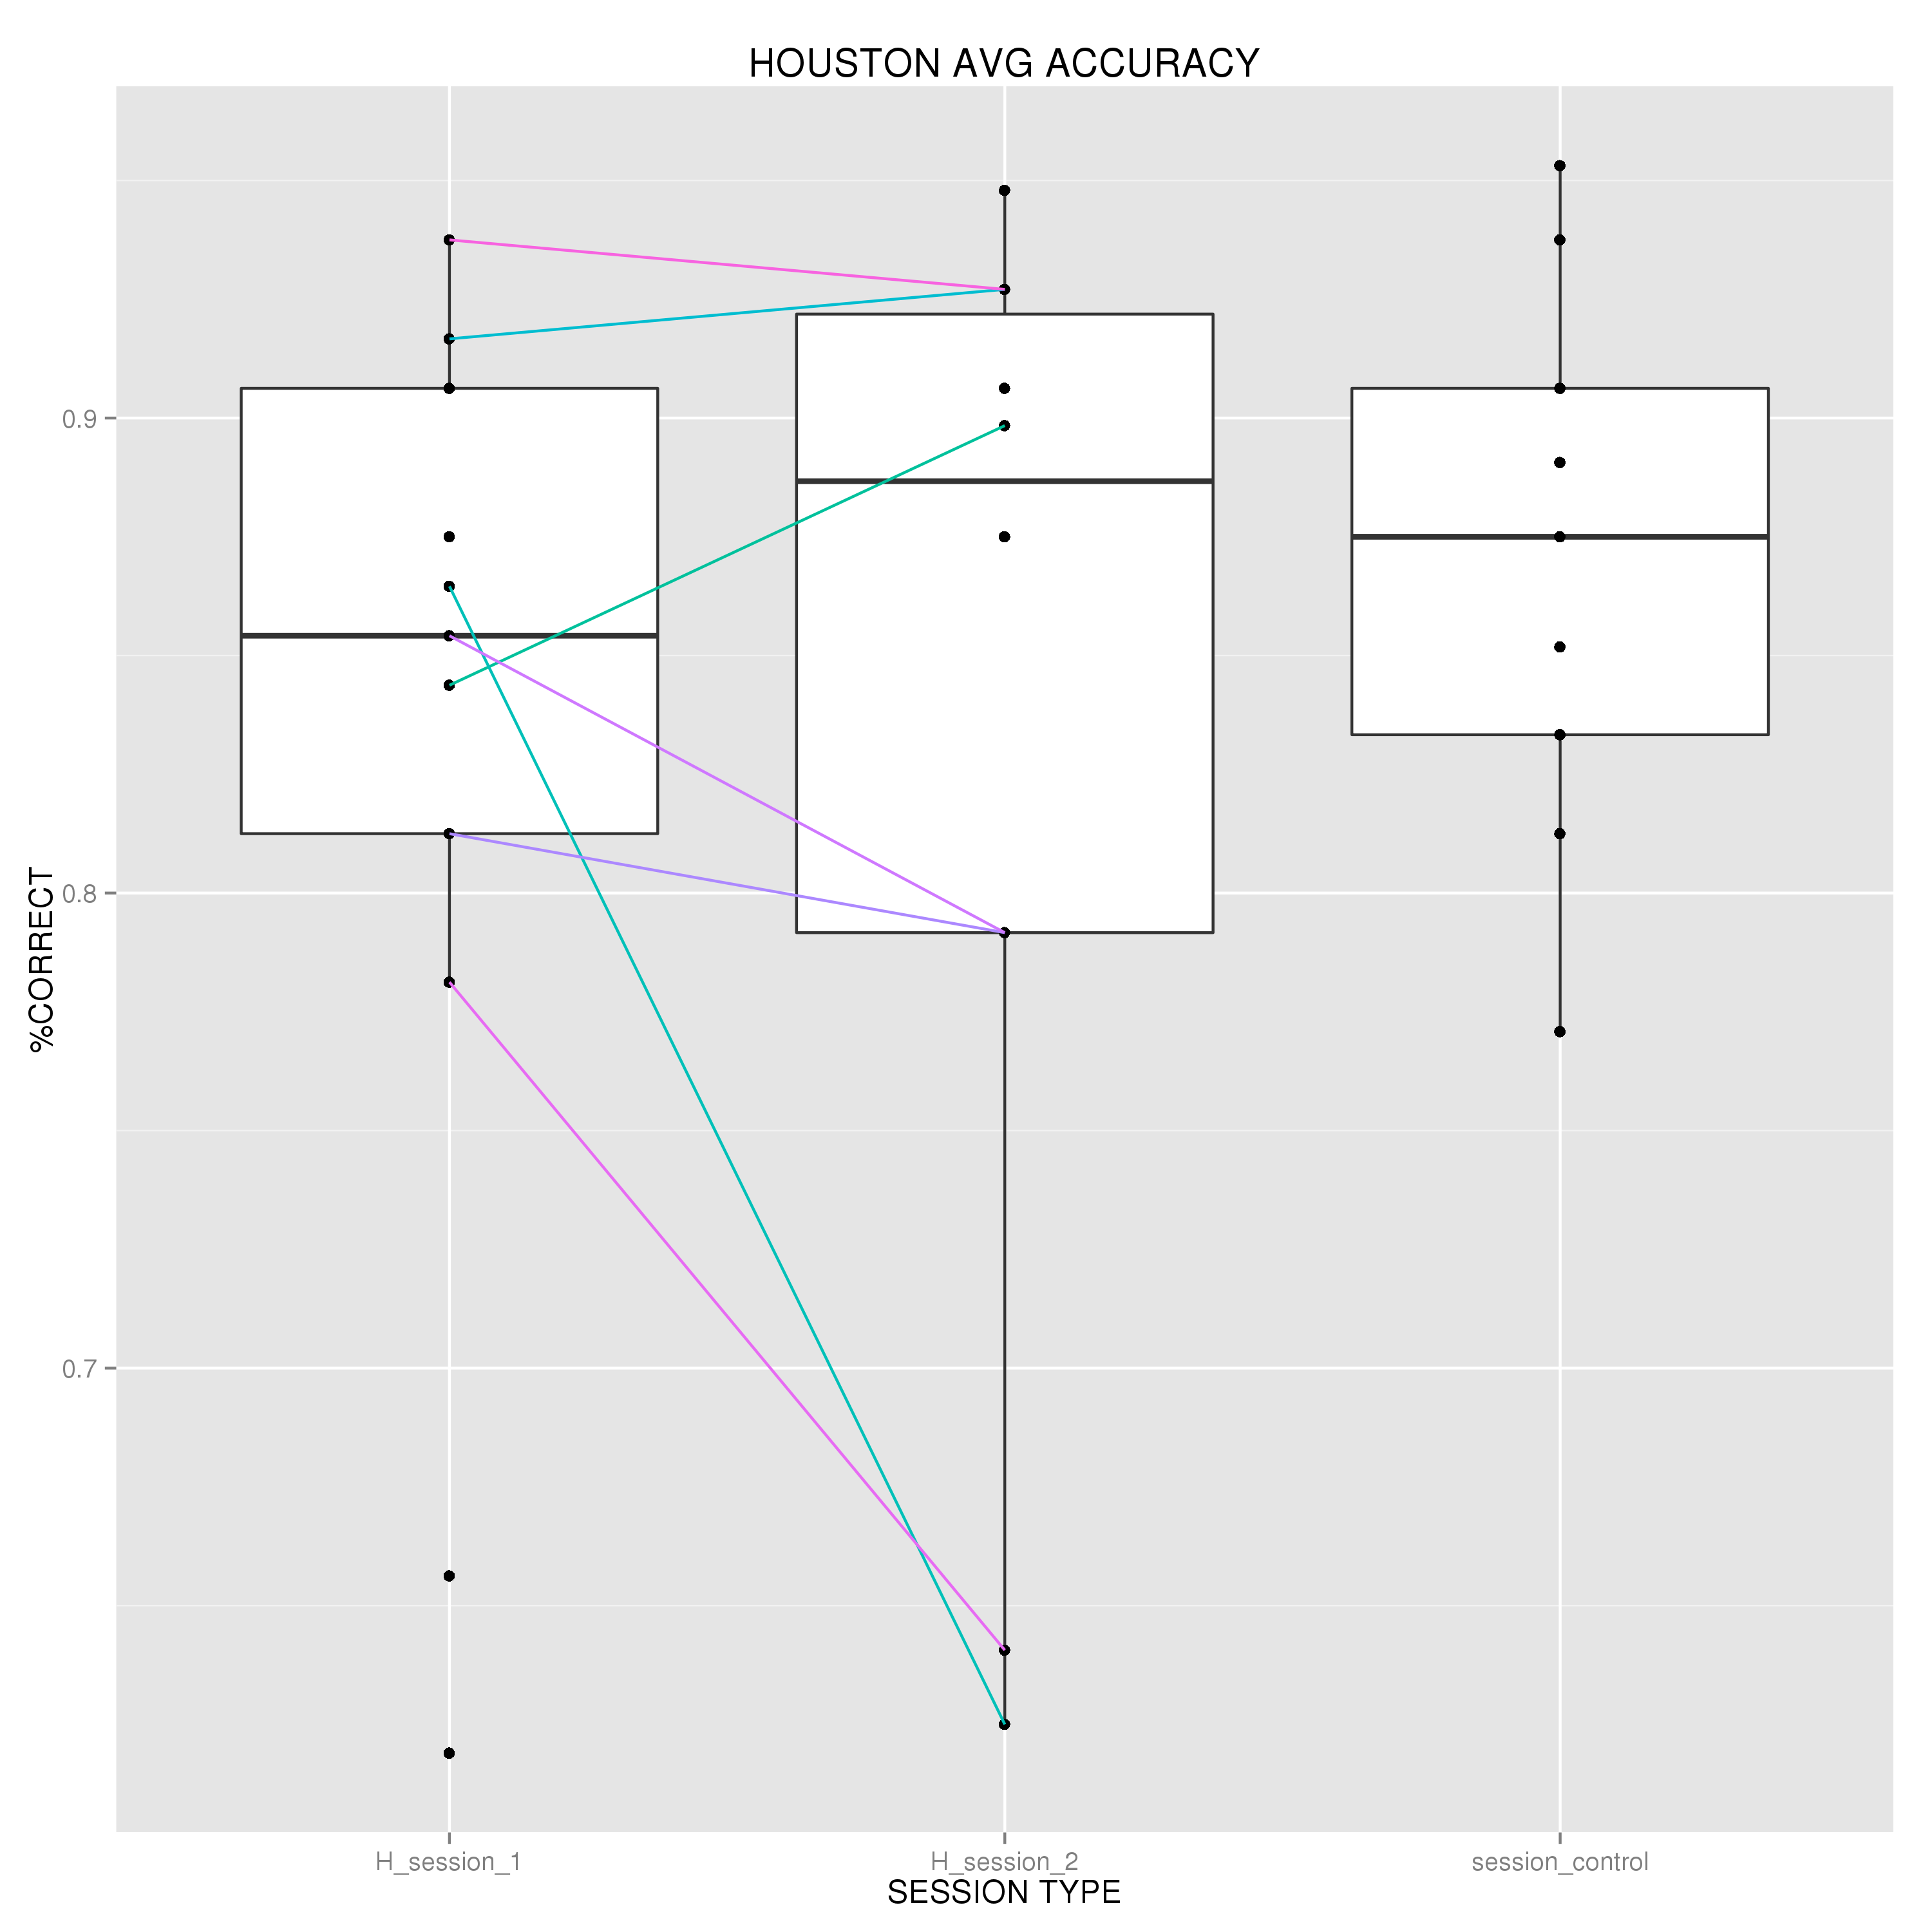 HOUSTON AVG ACCURACY
%CORRECT
0.9
0.8
0.7
H_session_1
H_session_2
session_control
SESSION TYPE